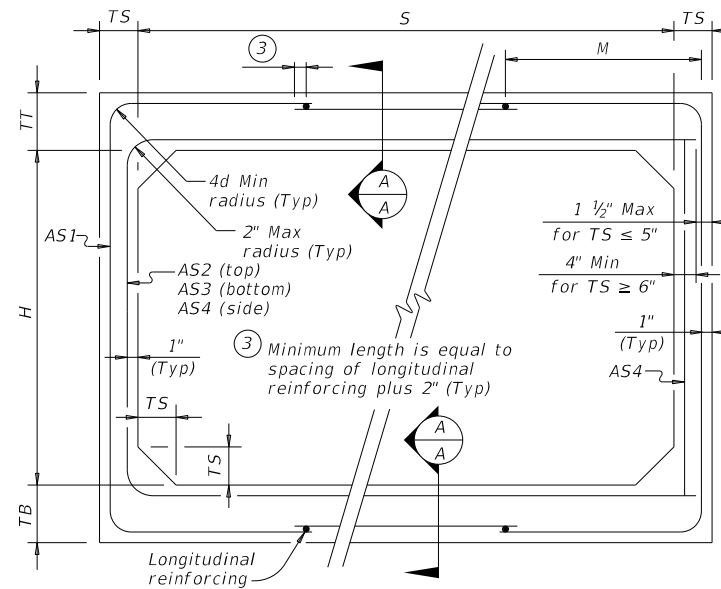 TS
S
TS
3
M
TT
A
A
4d Min
radius (Typ)
1 ½" Max
for TS ≤ 5"
AS1
2" Max
radius (Typ)
AS2 (top)
AS3 (bottom)
AS4 (side)
4" Min
for TS ≥ 6"
H
1"
(Typ)
3 Minimum length is equal to
spacing of longitudinal
reinforcing plus 2" (Typ)
1"
(Typ)
AS4
TS
A
A
TS
TB
Longitudinal
reinforcing